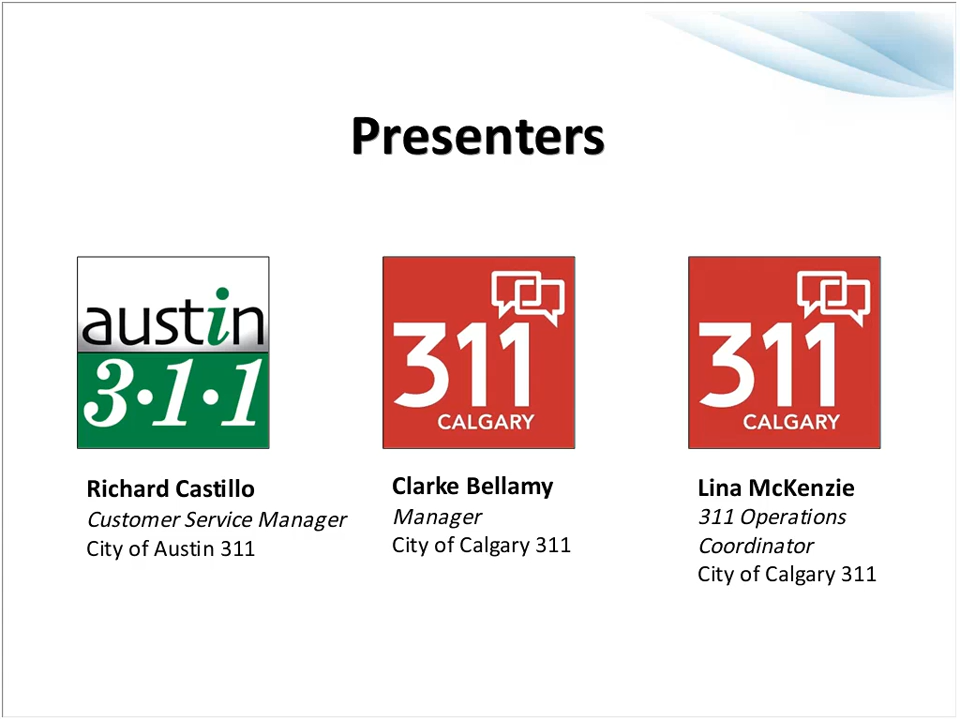 Presenters
austin
3·1·1
311
CALGARY
311
CALGARY
Richard Castillo
Customer Service Manager
City of Austin 311
Clarke Bellamy
Manager
City of Calgary 311
Lina McKenzie
311 Operations
Coordinator
City of Calgary 311